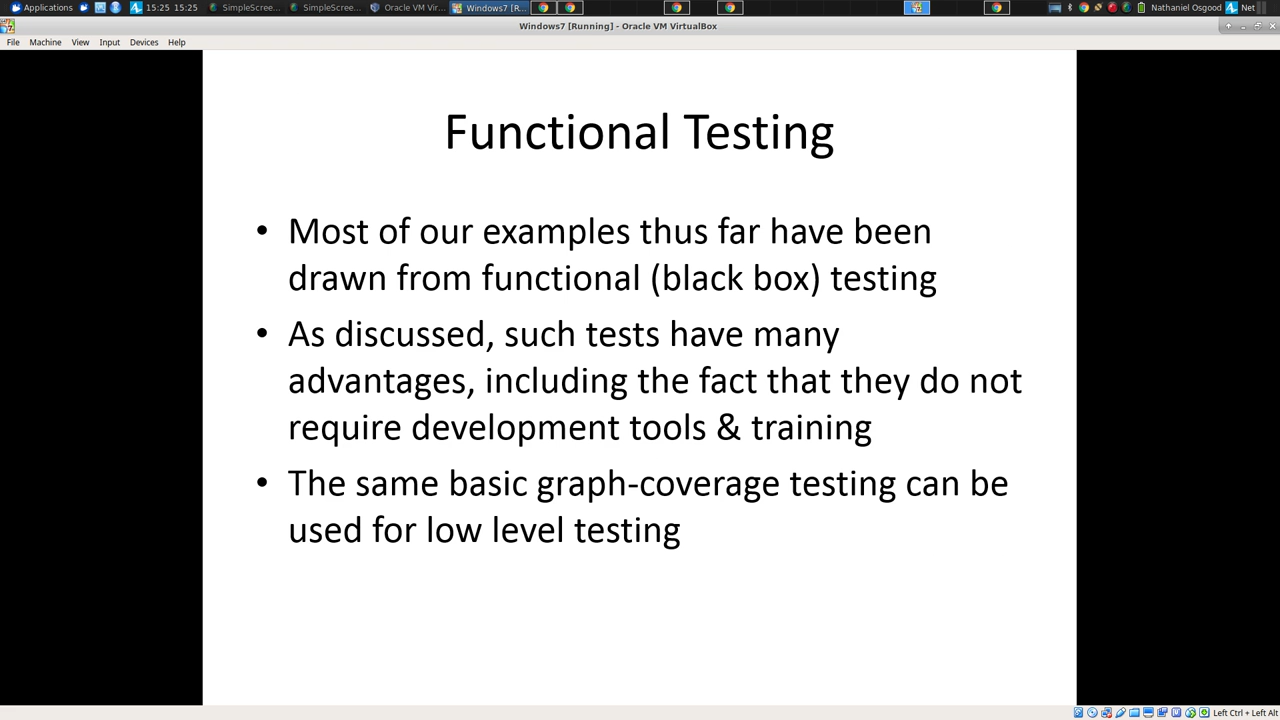 Applications
15:25 15:25
SimpleScree...
SimpleScree...
Oracle VM Vir...
Windows7 [R...
Nathaniel Osgood
Net
Windows7 [Running] - Oracle VM VirtualBox
File Machine View Input Devices Help
Functional Testing
• Most of our examples thus far have been
drawn from functional (black box) testing
• As discussed, such tests have many
advantages, including the fact that they do not
require development tools & training
• The same basic graph-coverage testing can be
used for low level testing
Left Ctrl + Left Alt